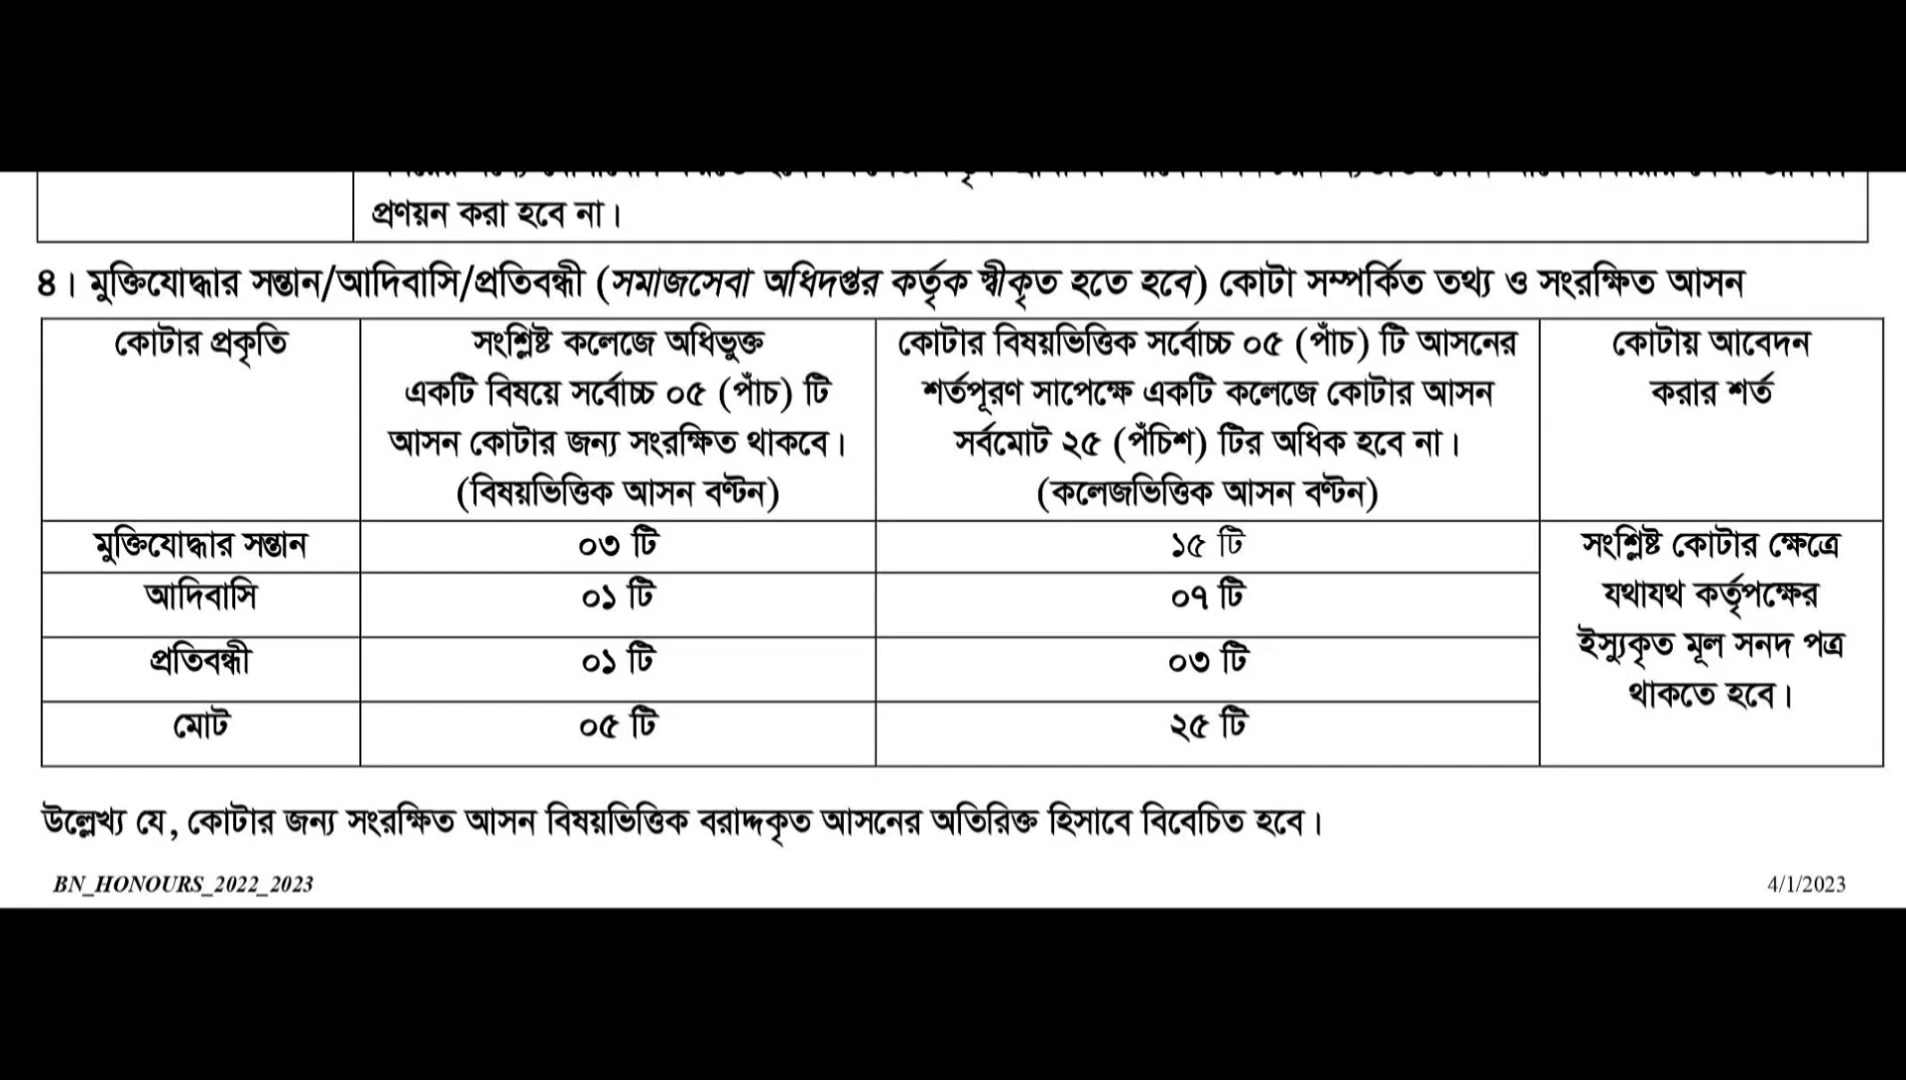 প্রণয়ন করা হবে না।
৪। মুক্তিযোদ্ধার সন্তান/আদিবাসি/প্রতিবন্ধী (সমাজসেবা অধিদপ্তর কর্তৃক স্বীকৃত হতে হবে) কোটা সম্পর্কিত তথ্য ও সংরক্ষিত আসন
কোটার প্রকৃতি
সংশ্লিষ্ট কলেজে অধিভুক্ত
একটি বিষয়ে সর্বোচ্চ ০৫ (পাঁচ) টি
আসন কোটার জন্য সংরক্ষিত থাকবে।
(বিষয়ভিত্তিক আসন বণ্টন)
কোটার বিষয়ভিত্তিক সর্বোচ্চ ০৫ (পাঁচ) টি আসনের
শর্তপূরণ সাপেক্ষে একটি কলেজে কোটার আসন
সর্বমোট ২৫ (পঁচিশ) টির অধিক হবে না।
(কলেজভিত্তিক আসন বণ্টন)
কোটায় আবেদন
করার শর্ত
মুক্তিযোদ্ধার সন্তান
০৩ টি
১৫ টি
আদিবাসি
০১ টি
০৭ টি
প্রতিবন্ধী
০১ টি
০৩ টি
মোট
০৫ টি
২৫ টি
সংশ্লিষ্ট কোটার ক্ষেত্রে
যথাযথ কর্তৃপক্ষের
ইস্যুকৃত মূল সনদ পত্র
থাকতে হবে।
উল্লেখ্য যে, কোটার জন্য সংরক্ষিত আসন বিষয়ভিত্তিক বরাদ্দকৃত আসনের অতিরিক্ত হিসাবে বিবেচিত হবে।
BN_HONOURS_2022_2023
4/1/2023